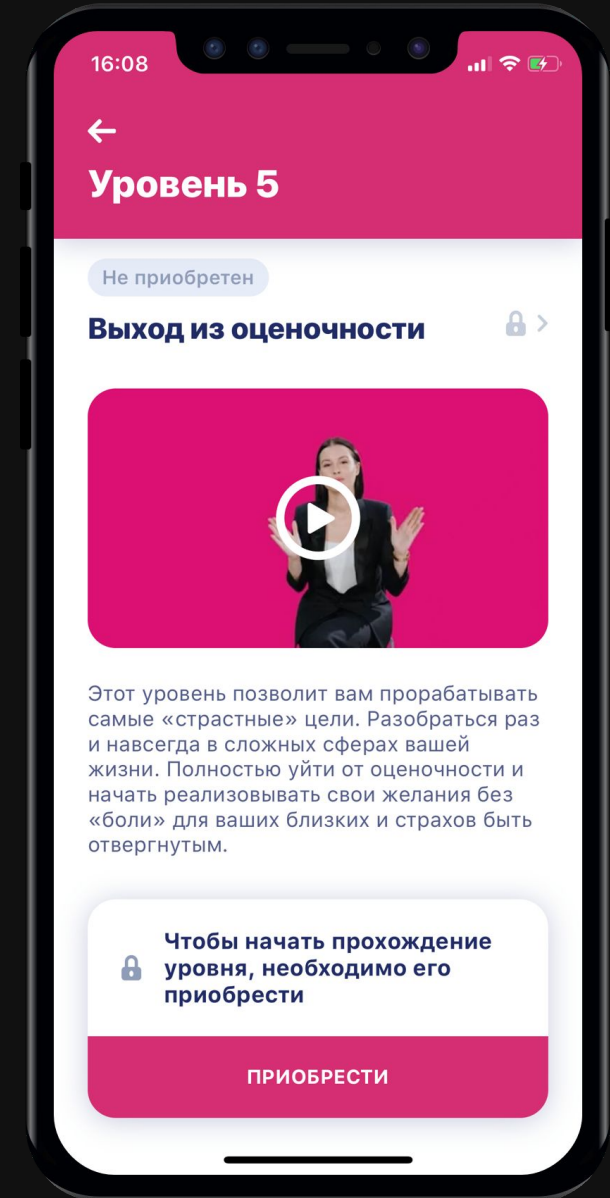 16:08
Уровень 5
Не приобретен
Выход из оценочности
Этот уровень позволит вам прорабатывать
самые «страстные» цели. Разобраться раз
и навсегда в сложных сферах вашей
жизни. Полностью уйти от оценочности и
начать реализовывать свои желания без
«боли» для ваших близких и страхов быть
отвергнутым.
Чтобы начать прохождение
уровня, необходимо его
приобрести
ПРИОБРЕСТИ